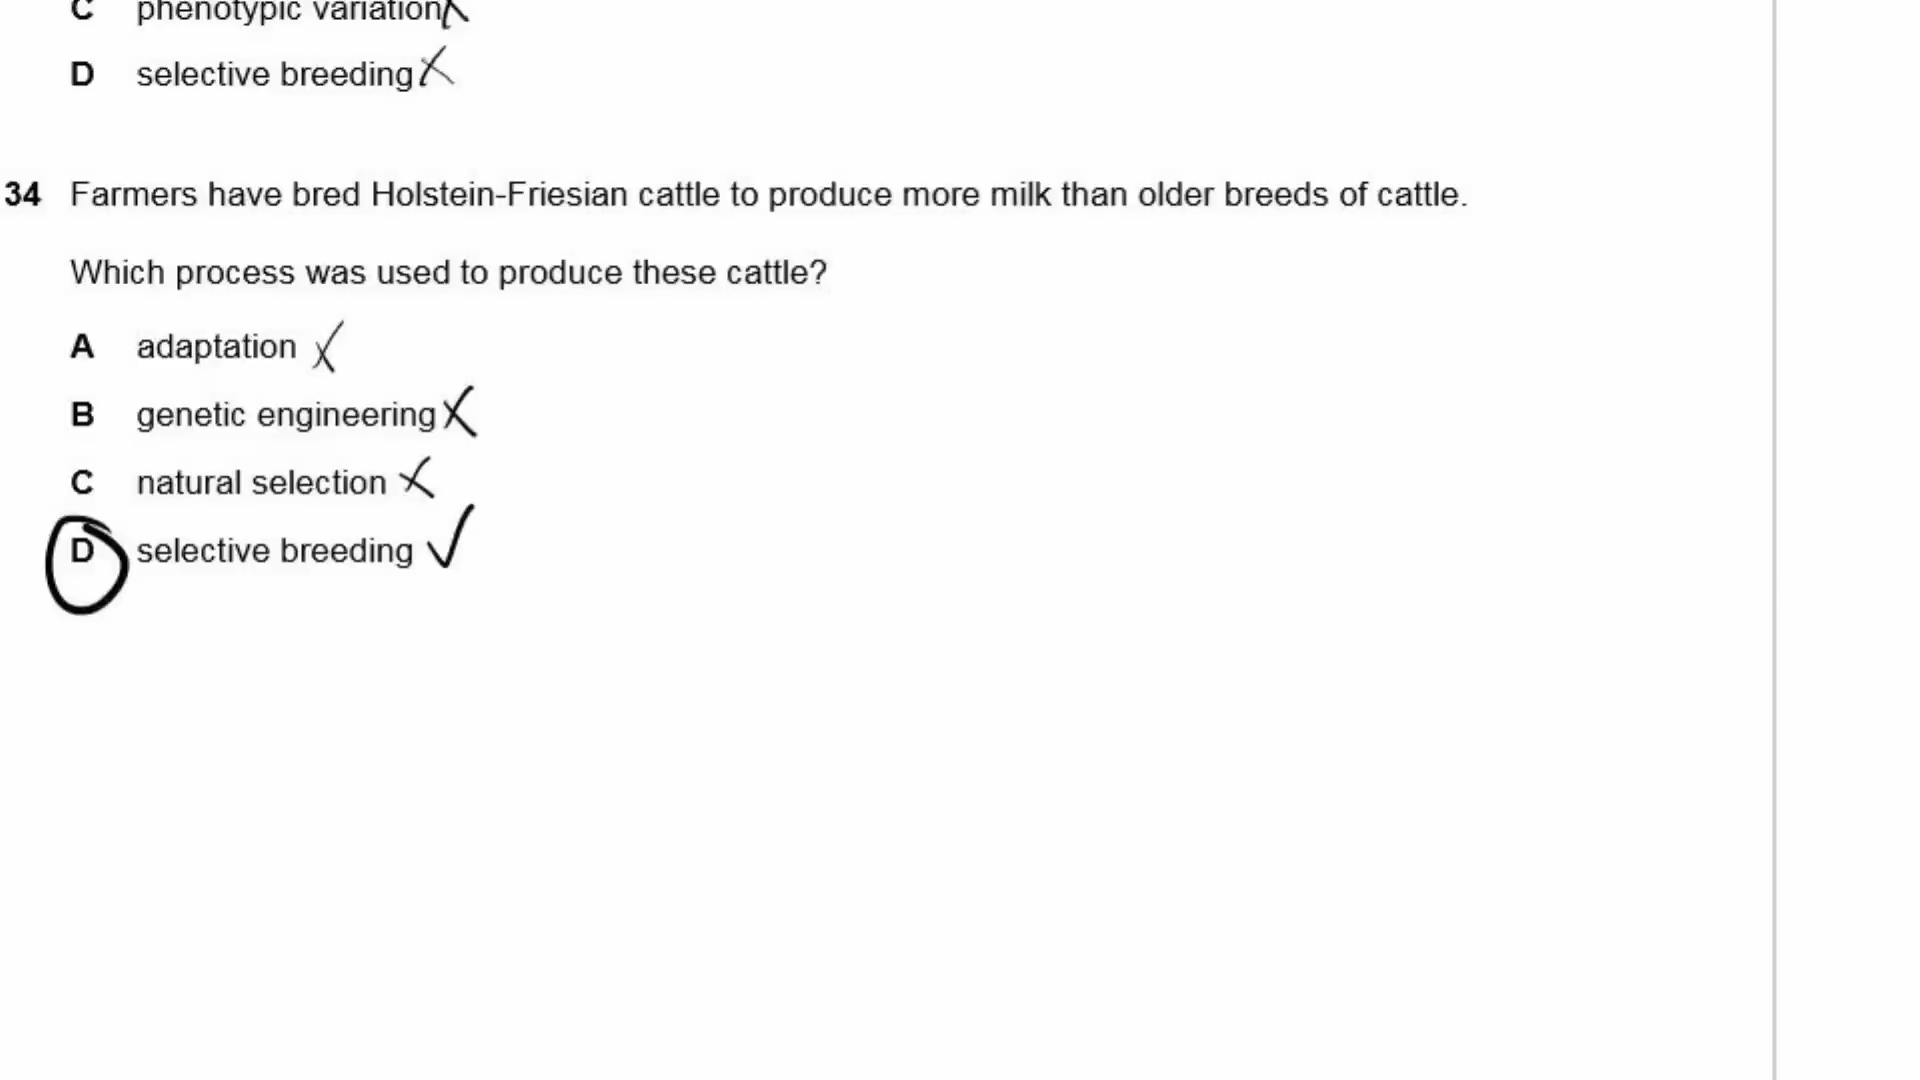 C phenotypic variation
D selective breeding
34 Farmers have bred Holstein-Friesian cattle to produce more milk than older breeds of cattle.
Which process was used to produce these cattle?
A adaptation
B genetic engineering
C natural selection
D selective breeding